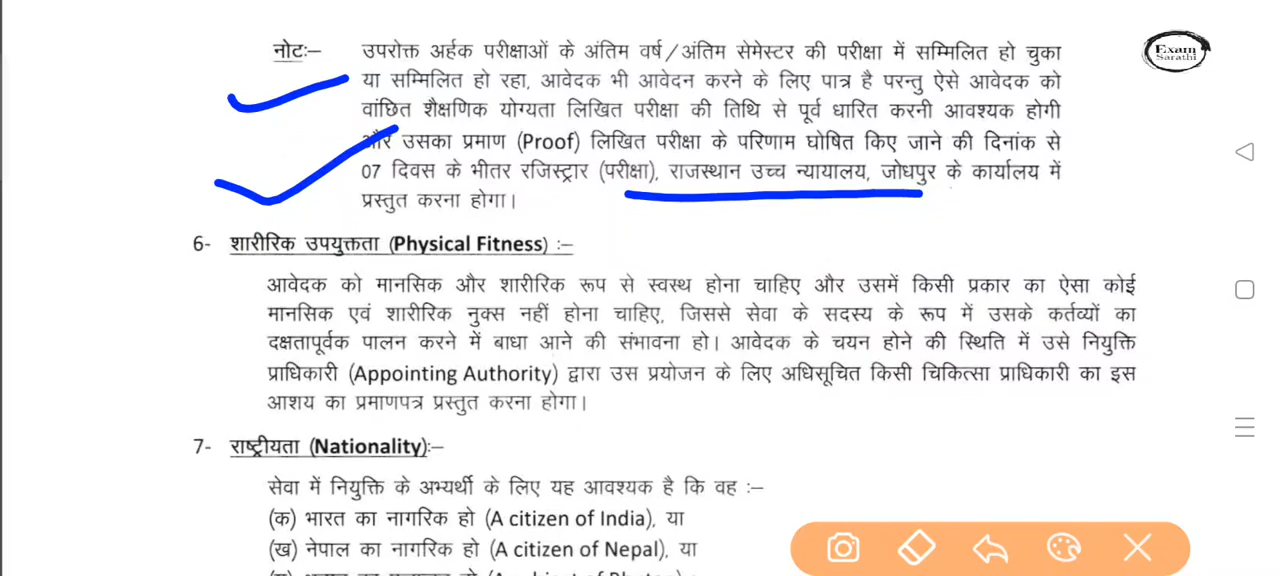 नोटः– उपरोक्त अर्हक परीक्षाओं के अंतिम वर्ष/अंतिम सेमेस्टर की परीक्षा में सम्मिलित हो चुका
या सम्मिलित हो रहा, आवेदक भी आवेदन करने के लिए पात्र है परन्तु ऐसे आवेदक को
वांछित शैक्षणिक योग्यता लिखित परीक्षा की तिथि से पूर्व धारित करनी आवश्यक होगी
और उसका प्रमाण (Proof) लिखित परीक्षा के परिणाम घोषित किए जाने की दिनांक से
07 दिवस के भीतर रजिस्ट्रार (परीक्षा), राजस्थान उच्च न्यायालय, जोधपुर के कार्यालय में
प्रस्तुत करना होगा।
Exam
Sarathi
6- शारीरिक उपयुक्तता (Physical Fitness) :–
आवेदक को मानसिक और शारीरिक रूप से स्वस्थ होना चाहिए और उसमें किसी प्रकार का ऐसा कोई
मानसिक एवं शारीरिक नुक्स नहीं होना चाहिए, जिससे सेवा के सदस्य के रूप में उसके कर्तव्यों का
दक्षतापूर्वक पालन करने में बाधा आने की संभावना हो। आवेदक के चयन होने की स्थिति में उसे नियुक्ति
प्राधिकारी (Appointing Authority) द्वारा उस प्रयोजन के लिए अधिसूचित किसी चिकित्सा प्राधिकारी का इस
आशय का प्रमाणपत्र प्रस्तुत करना होगा।
7- राष्ट्रीयता (Nationality):–
सेवा में नियुक्ति के अभ्यर्थी के लिए यह आवश्यक है कि वह :–
(क) भारत का नागरिक हो (A citizen of India), या
(ख) नेपाल का नागरिक हो (A citizen of Nepal), या